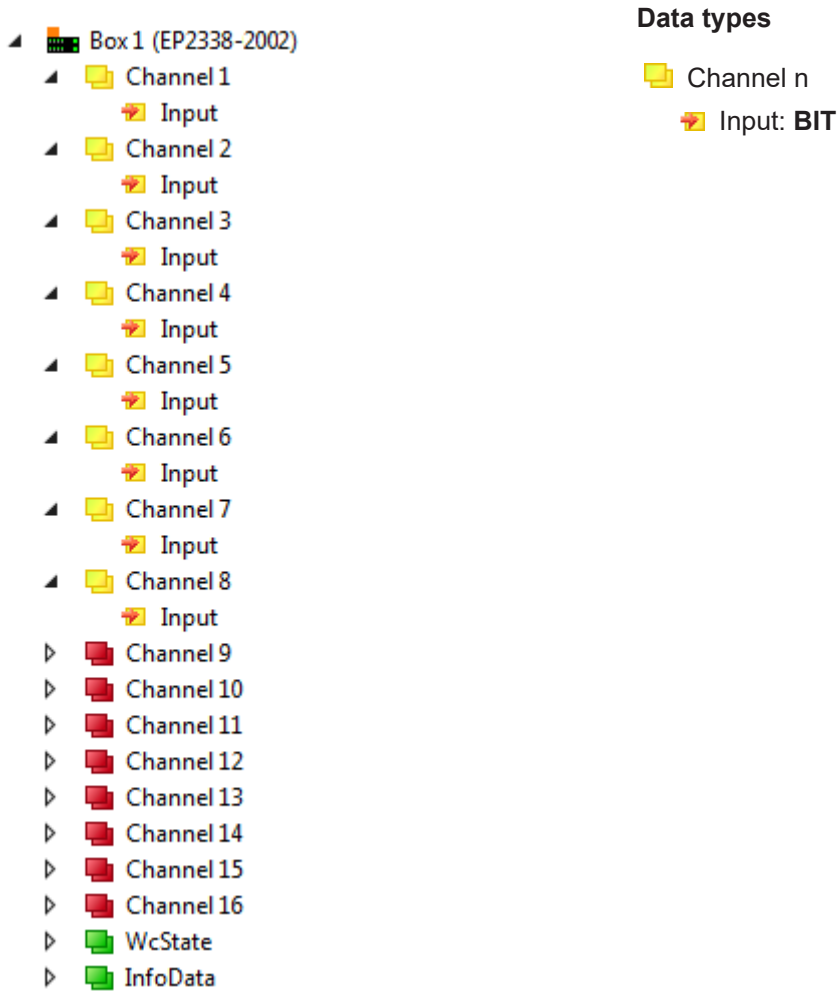 Box 1 (EP2338-2002)
Channel 1
Input
Channel 2
Input
Channel 3
Input
Channel 4
Input
Channel 5
Input
Channel 6
Input
Channel 7
Input
Channel 8
Input
Channel 9
Channel 10
Channel 11
Channel 12
Channel 13
Channel 14
Channel 15
Channel 16
WcState
InfoData
Data types
Channel n
Input: BIT